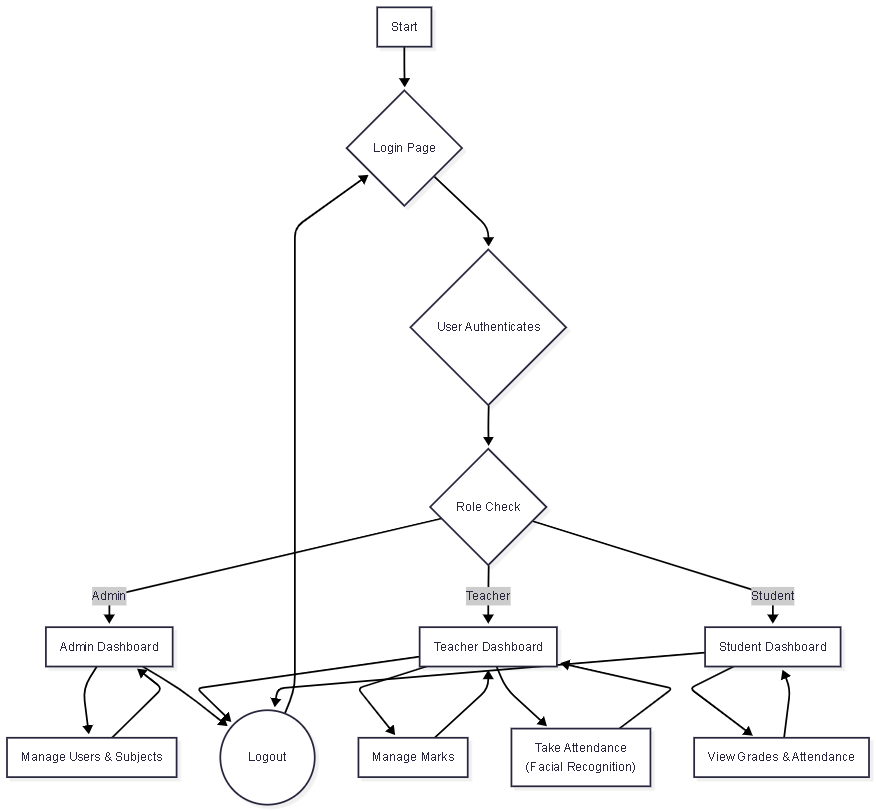 Start
Login Page
User Authenticates
Role Check
Admin
Teacher
Student
Admin Dashboard
Teacher Dashboard
Student Dashboard
Manage Users & Subjects
Logout
Manage Marks
Take Attendance
(Facial Recognition)
View Grades & Attendance